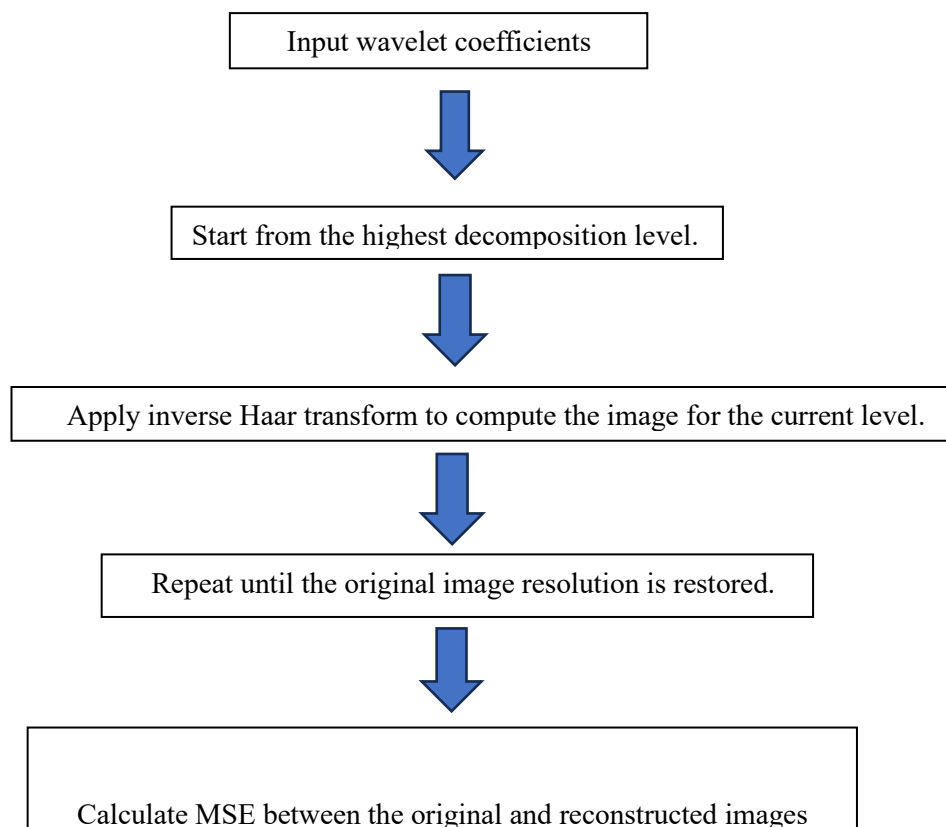 Input wavelet coefficients
Start from the highest decomposition level.
Apply inverse Haar transform to compute the image for the current level.
Repeat until the original image resolution is restored.
Calculate MSE between the original and reconstructed images